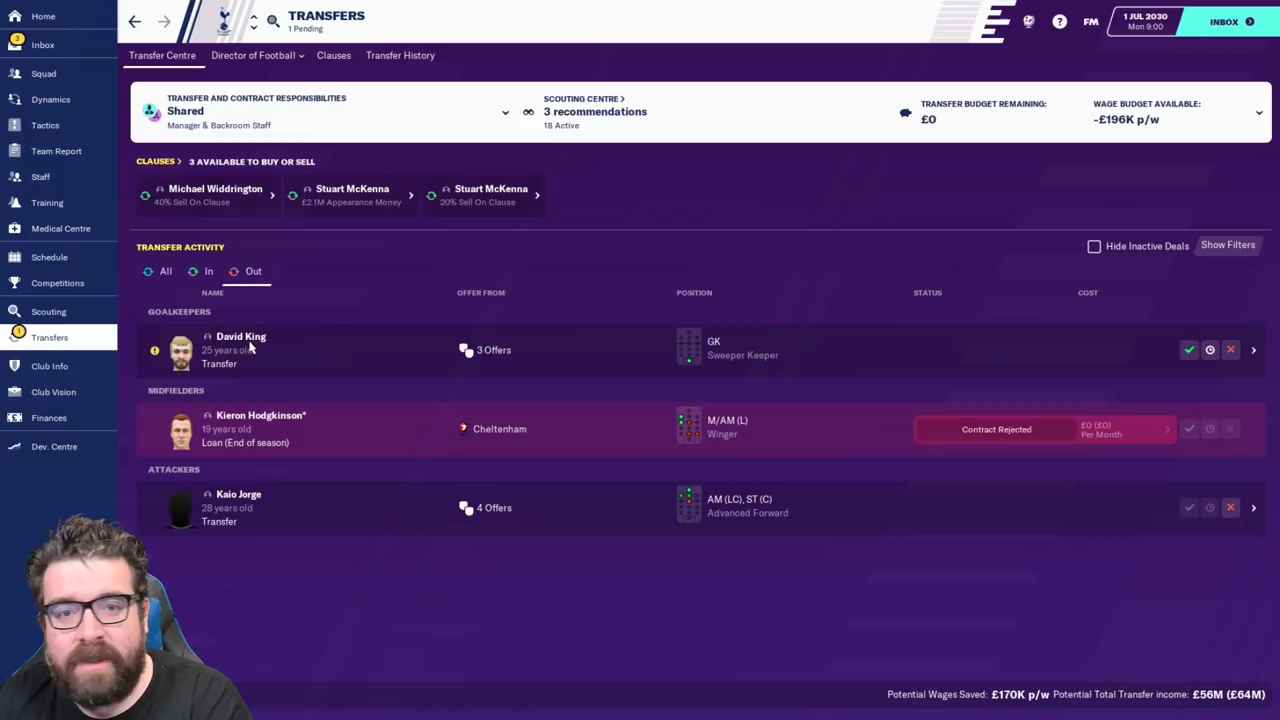 Home
TRANSFERS
1 Pending
FM
1 JUL 2030
Mon 9:00
INBOX
3
Inbox
Squad
Dynamics
Tactics
Team Report
Staff
Training
Medical Centre
Schedule
Competitions
Scouting
1
Transfers
Club Info
Club Vision
Finances
Dev. Centre
Transfer Centre
Director of Football
Clauses
Transfer History
TRANSFER AND CONTRACT RESPONSIBILITIES
Shared
Manager & Backroom Staff
SCOUTING CENTRE >
3 recommendations
18 Active
TRANSFER BUDGET REMAINING:
£0
WAGE BUDGET AVAILABLE:
-£196K p/w
CLAUSES > 3 AVAILABLE TO BUY OR SELL
Michael Widdrington
40% Sell On Clause
Stuart McKenna
£2.1M Appearance Money
Stuart McKenna
20% Sell On Clause
TRANSFER ACTIVITY
Hide Inactive Deals
Show Filters
All
In
Out
NAME
OFFER FROM
POSITION
STATUS
COST
GOALKEEPERS
David King
25 years old
Transfer
3 Offers
GK
Sweeper Keeper
MIDFIELDERS
Kieron Hodgkinson*
19 years old
Loan (End of season)
Cheltenham
M/AM (L)
Winger
Contract Rejected
£0 (£0)
Per Month
ATTACKERS
Kaio Jorge
28 years old
Transfer
4 Offers
AM (LC), ST (C)
Advanced Forward
Potential Wages Saved: £170K p/w Potential Total Transfer income: £56M (£64M)